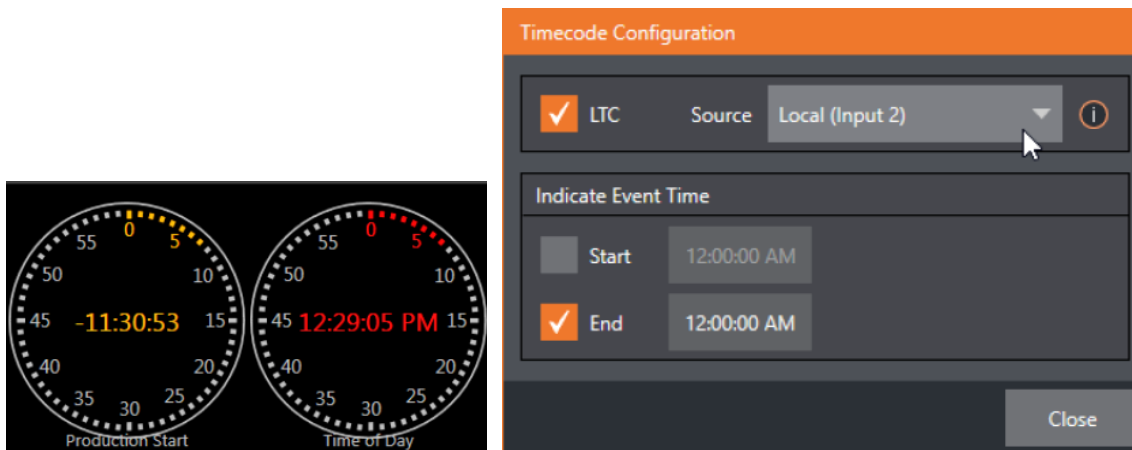 Timecode Configuration
LTC Source Local (Input 2) i
Indicate Event Time
Start 12:00:00 AM
End 12:00:00 AM
Close
0
5
10
15
20
25
30
35
40
45
50
55
-11:30:53
Production Start
0
5
10
15
20
25
30
35
40
45
50
55
12:29:05 PM
Time of Day